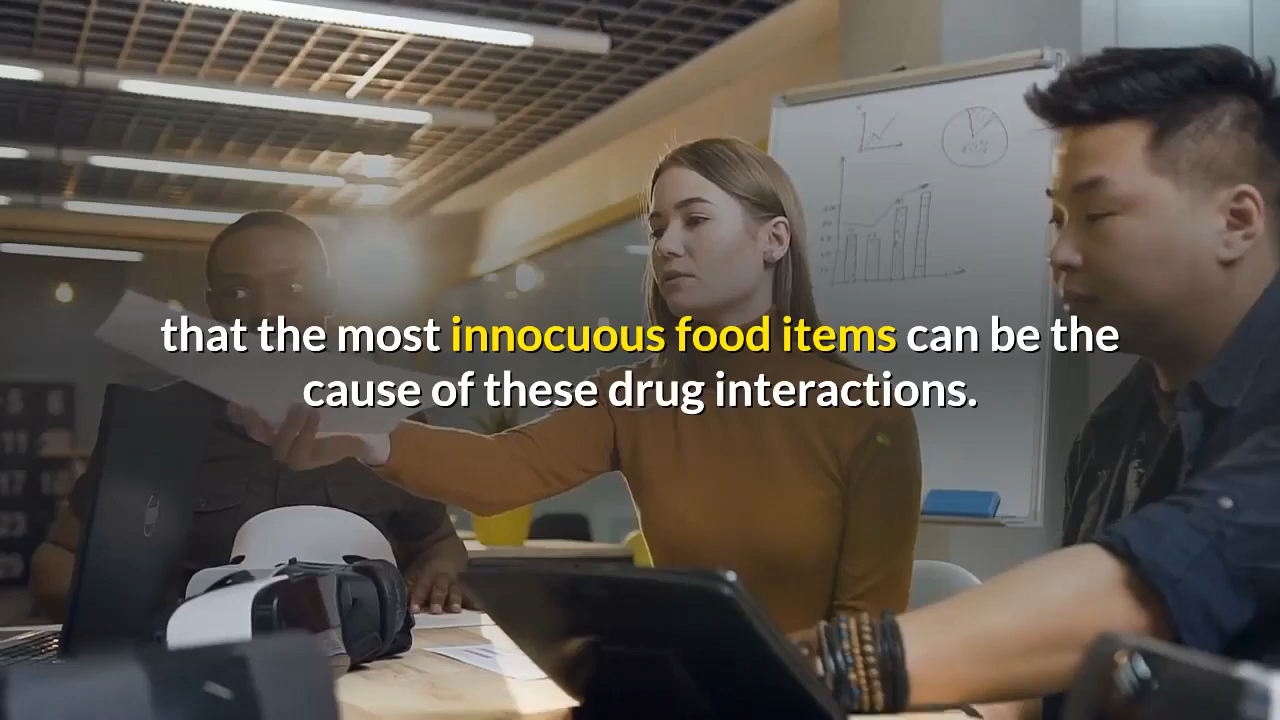 that the most innocuous food items can be the
cause of these drug interactions.